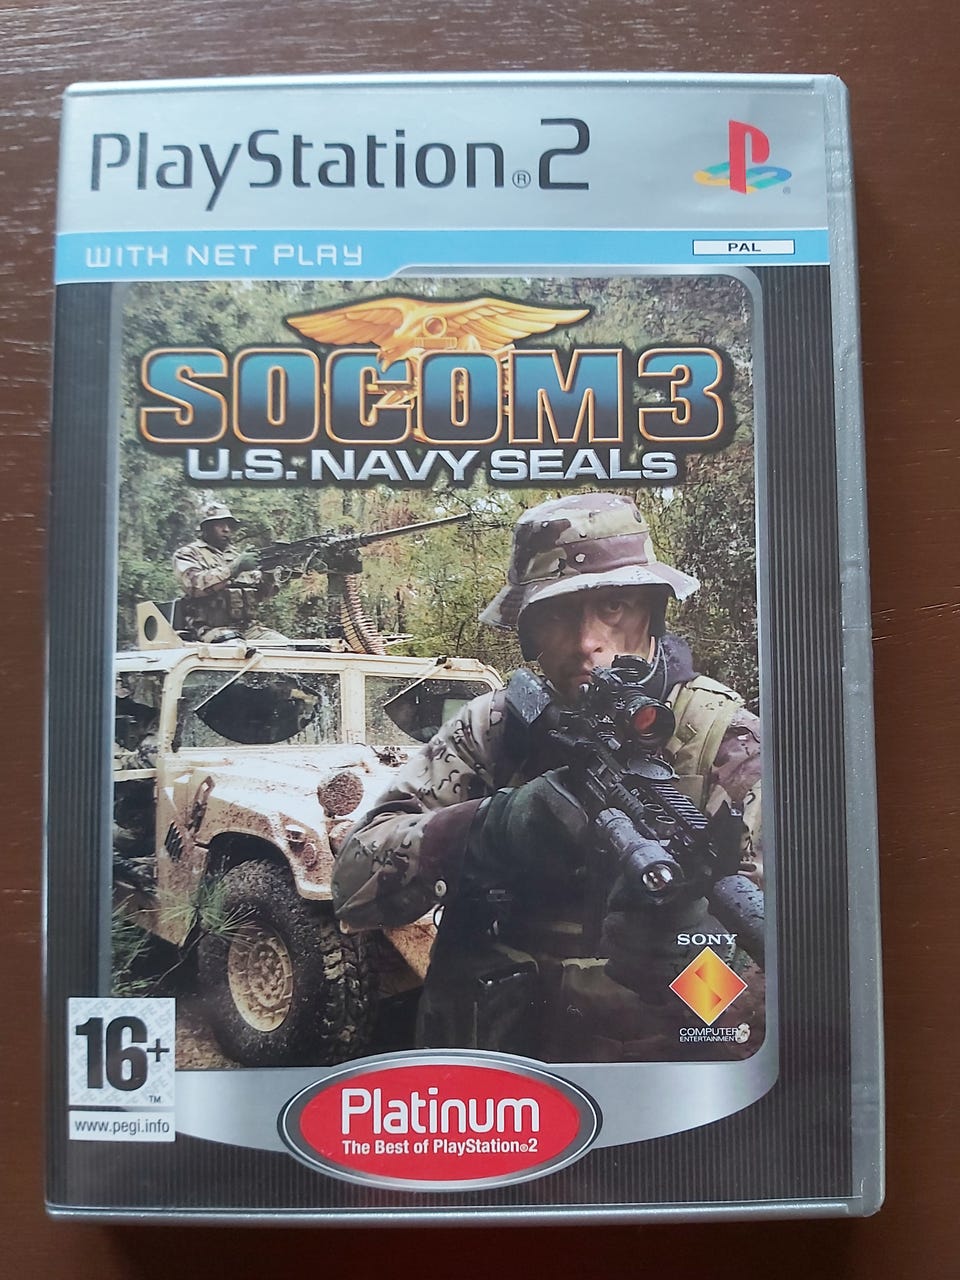 PlayStation®2
WITH NET PLAY
PAL
SOCOM 3
U.S. NAVY SEALS
SONY
COMPUTER
ENTERTAINMENT®
16+
TM
www.pegi.info
Platinum
The Best of PlayStation®2